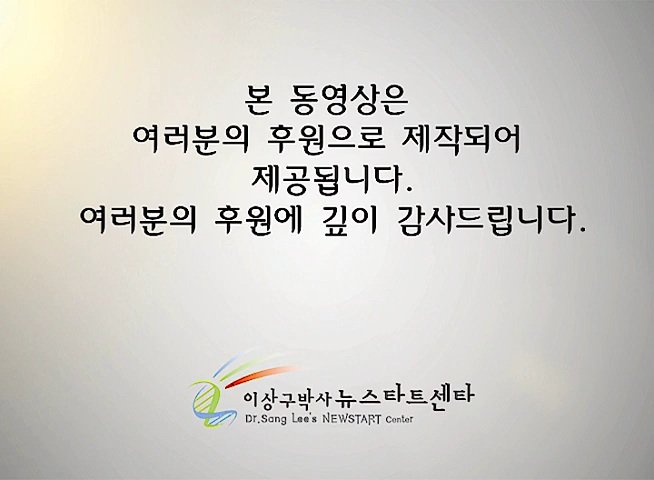 본 동영상은
여러분의 후원으로 제작되어
제공됩니다.
여러분의 후원에 깊이 감사드립니다.
이상구박사 뉴스타트센타
Dr.Sang Lee's NEWSTART Center